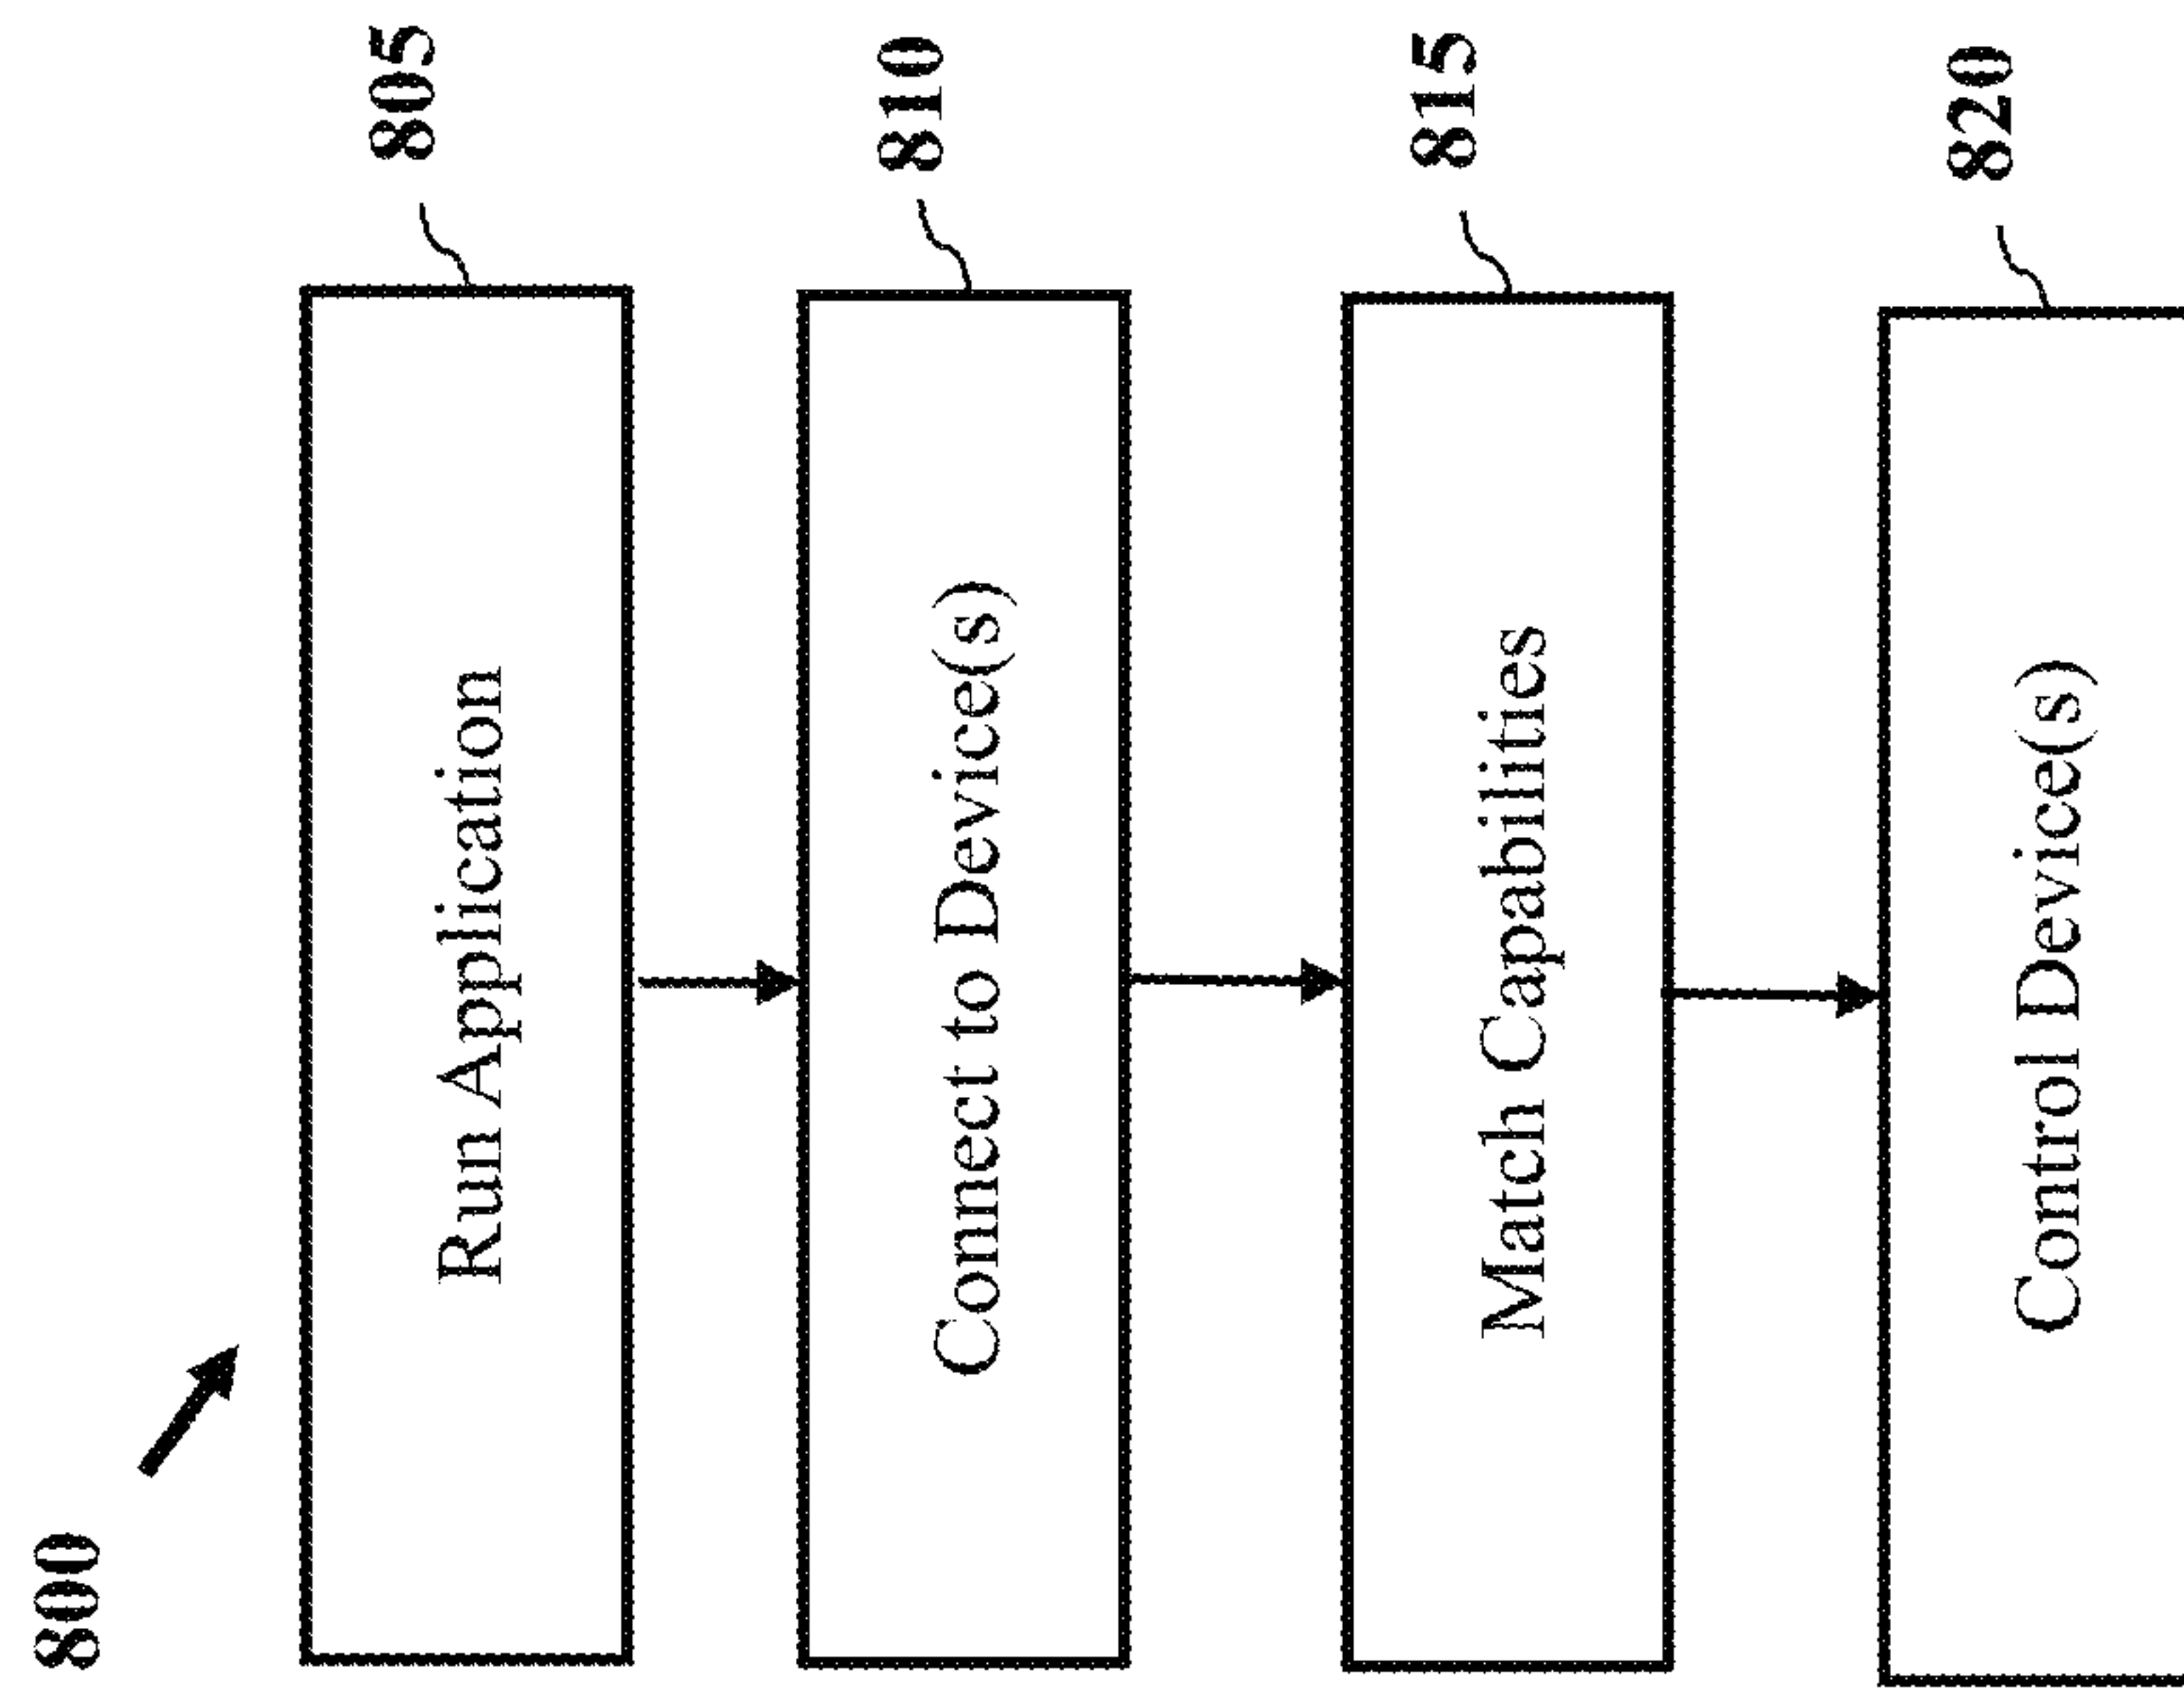 800
805
Run Application
810
Connect to Device(s)
815
Match Capabilities
820
Control Device(s)